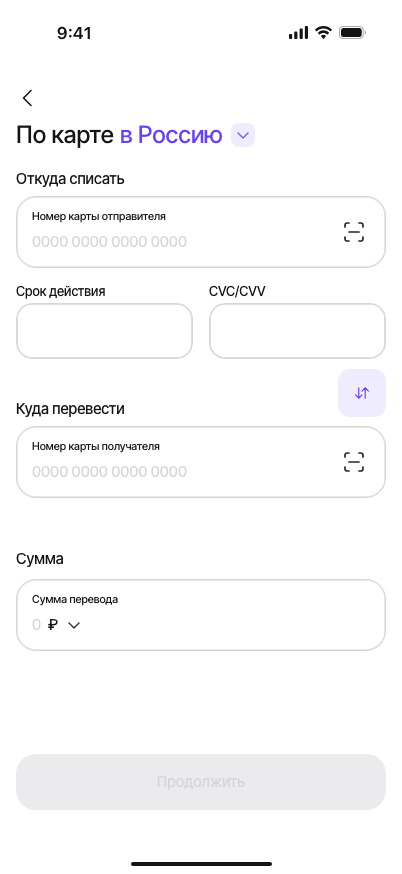 9:41
По карте в Россию
Откуда списать
Номер карты отправителя
0000 0000 0000 0000
Срок действия
CVC/CVV
Куда перевести
Номер карты получателя
0000 0000 0000 0000
Сумма
Сумма перевода
0 ₽
Продолжить